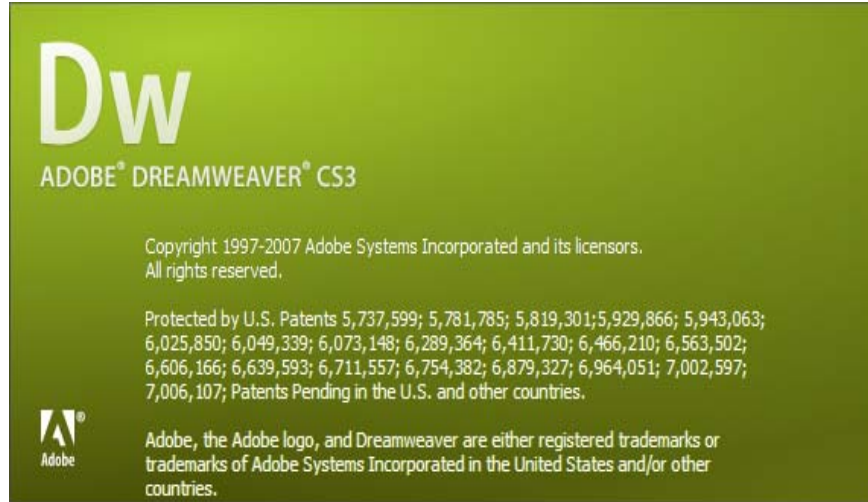 Dw
ADOBE® DREAMWEAVER® CS3
Copyright 1997-2007 Adobe Systems Incorporated and its licensors.
All rights reserved.
Protected by U.S. Patents 5,737,599; 5,781,785; 5,819,301;5,929,866; 5,943,063;
6,025,850; 6,049,339; 6,073,148; 6,289,364; 6,411,730; 6,466,210; 6,563,502;
6,606,166; 6,639,593; 6,711,557; 6,754,382; 6,879,327; 6,964,051; 7,002,597;
7,006,107; Patents Pending in the U.S. and other countries.
Adobe, the Adobe logo, and Dreamweaver are either registered trademarks or
trademarks of Adobe Systems Incorporated in the United States and/or other
countries.
®
Adobe